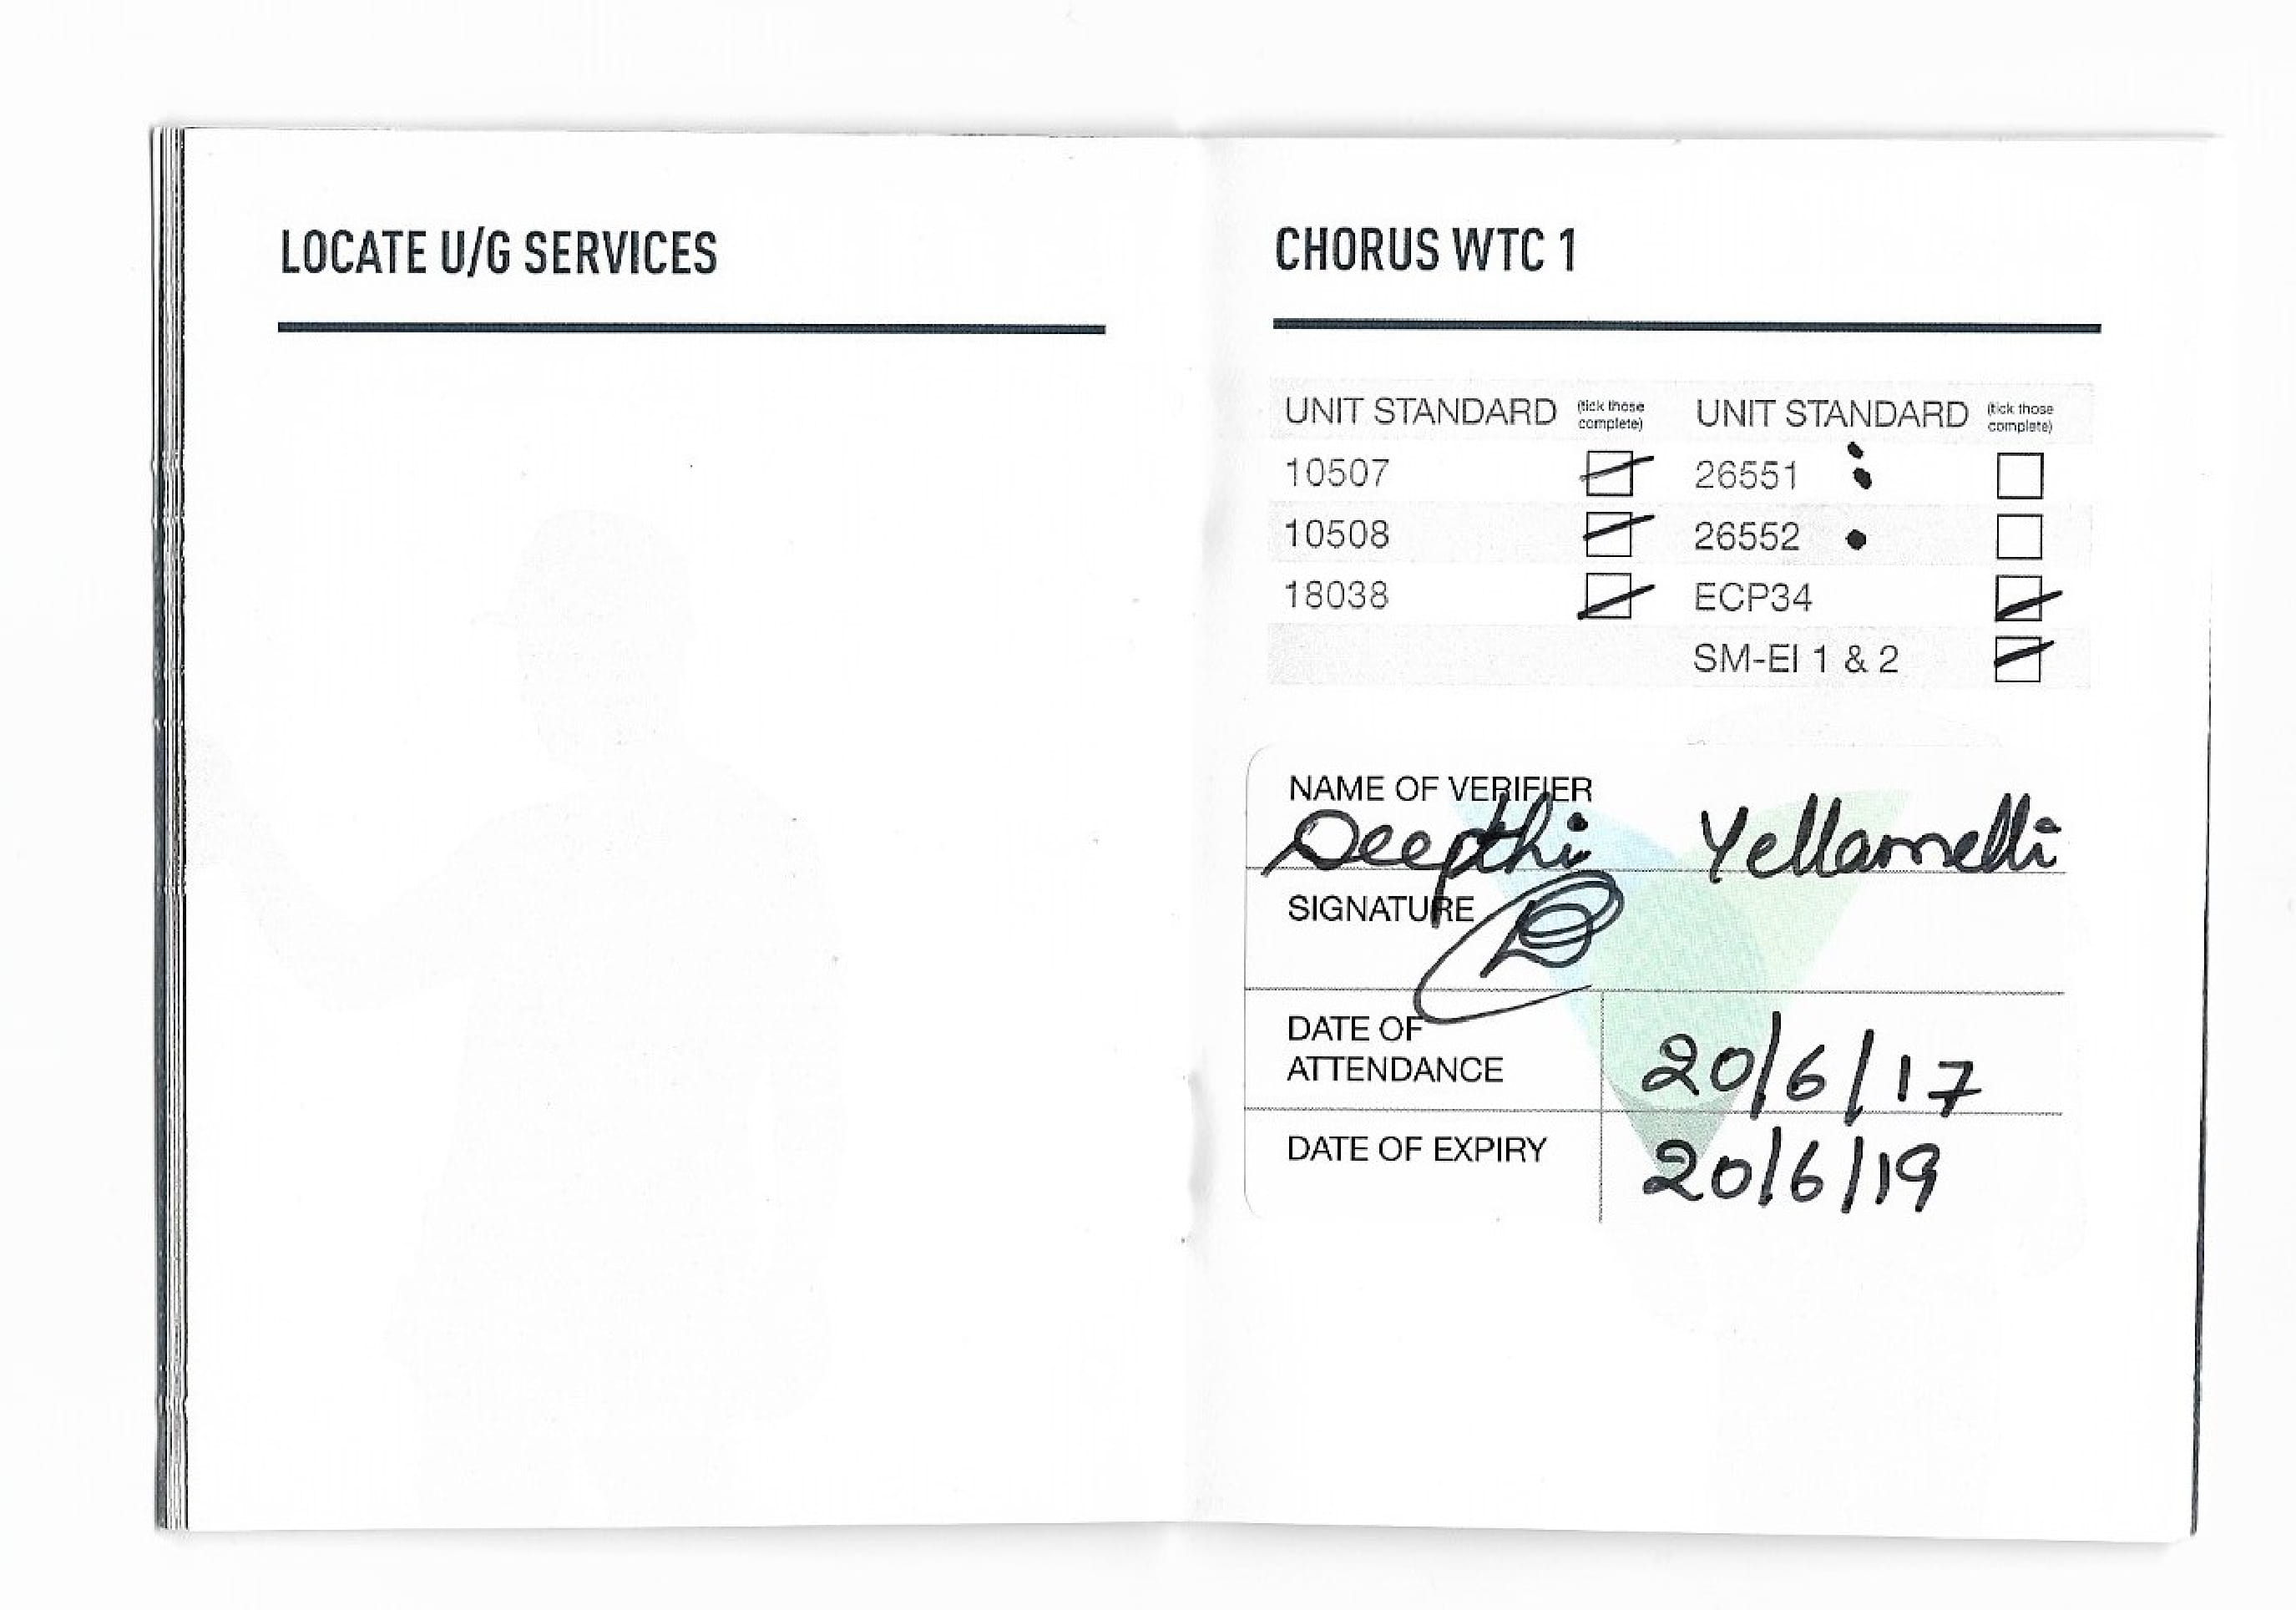 LOCATE U/G SERVICES
CHORUS WTC 1
UNIT STANDARD (tick those complete) UNIT STANDARD (tick those complete)
10507 26551
10508 26552
18038 ECP34
SM-EI 1 & 2
NAME OF VERIFIER
Deepthi Yellamelli
SIGNATURE
DATE OF
ATTENDANCE 20/6/17
DATE OF EXPIRY 20/6/19